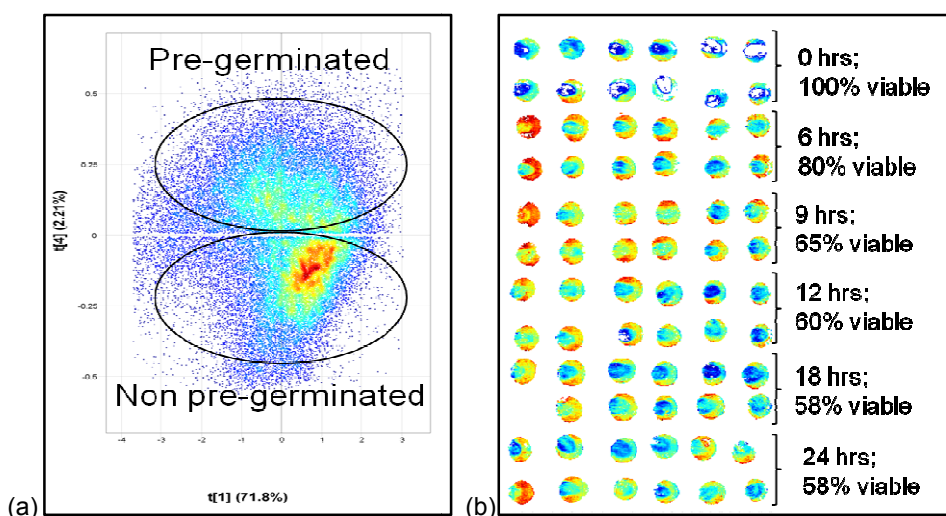 Pre-germinated
0.5
0.25
0
-0.25
-0.5
t[4] (2.21%)
Non pre-germinated
-4 -3 -2 -1 0 1 2 3
t[1] (71.8%)
(a)
0 hrs;
100% viable
6 hrs;
80% viable
9 hrs;
65% viable
12 hrs;
60% viable
18 hrs;
58% viable
24 hrs;
58% viable
(b)